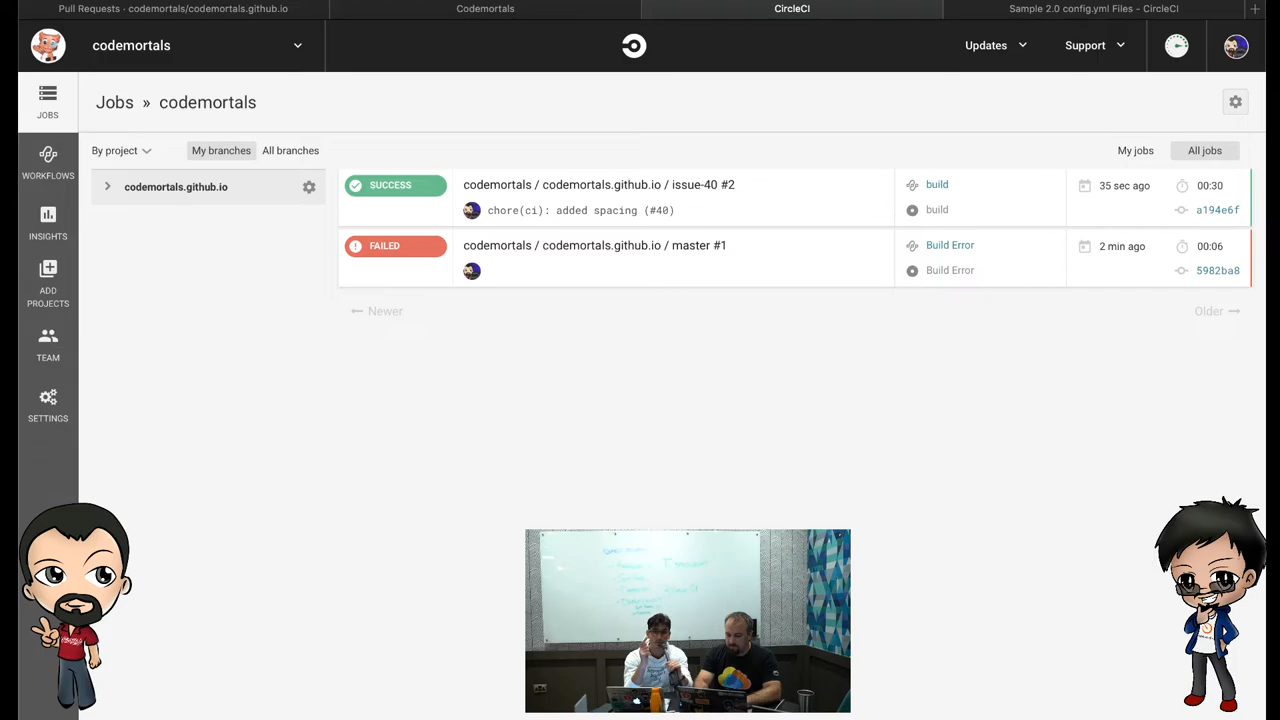 Pull Requests · codemortals/codemortals.github.io
Codemortals
CircleCI
Sample 2.0 config.yml Files - CircleCI
codemortals
Updates
Support
JOBS
Jobs » codemortals
By project
My branches
All branches
My jobs
All jobs
WORKFLOWS
codemortals.github.io
SUCCESS
codemortals / codemortals.github.io / issue-40 #2
build
35 sec ago
00:30
chore(ci): added spacing (#40)
build
a194e6f
INSIGHTS
FAILED
codemortals / codemortals.github.io / master #1
Build Error
2 min ago
00:06
Build Error
5982ba8
ADD
PROJECTS
← Newer
Older →
TEAM
SETTINGS